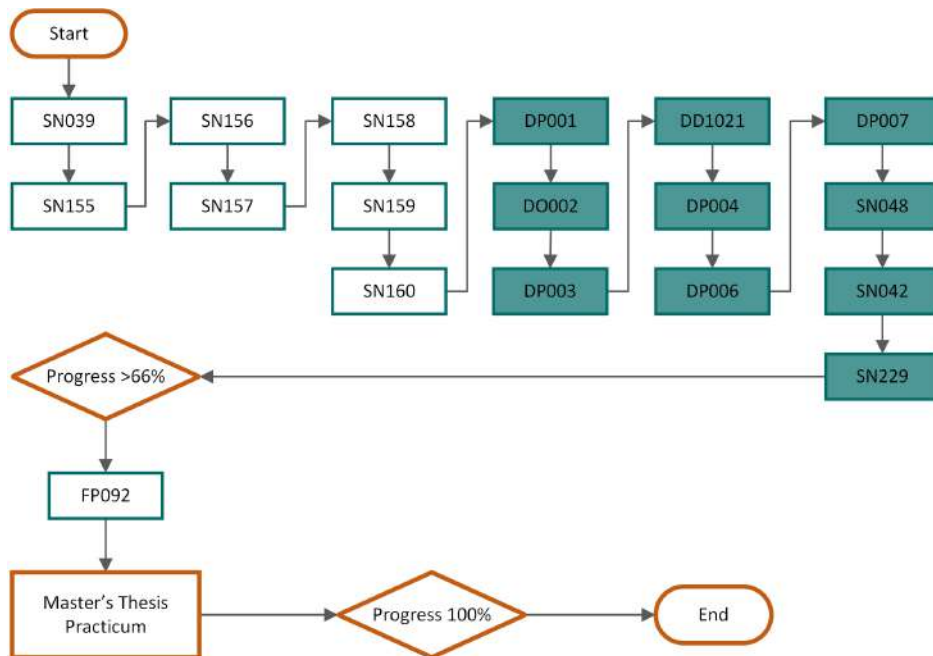 Start
SN039
SN155
SN156
SN157
SN158
SN159
SN160
DP001
DO002
DP003
DD1021
DP004
DP006
DP007
SN048
SN042
SN229
Progress >66%
FP092
Master's Thesis
Practicum
Progress 100%
End